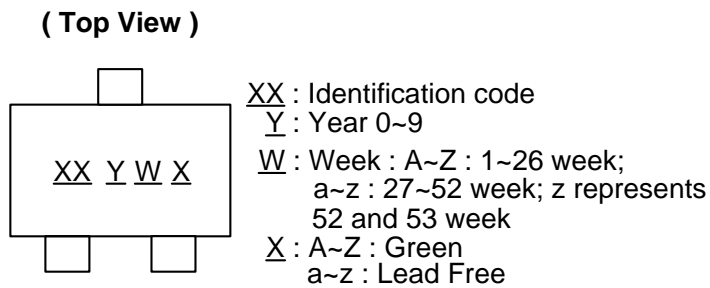 ( Top View )
XX Y W X
XX : Identification code
Y : Year 0~9
W : Week : A~Z : 1~26 week;
a~z : 27~52 week; z represents
52 and 53 week
X : A~Z : Green
a~z : Lead Free